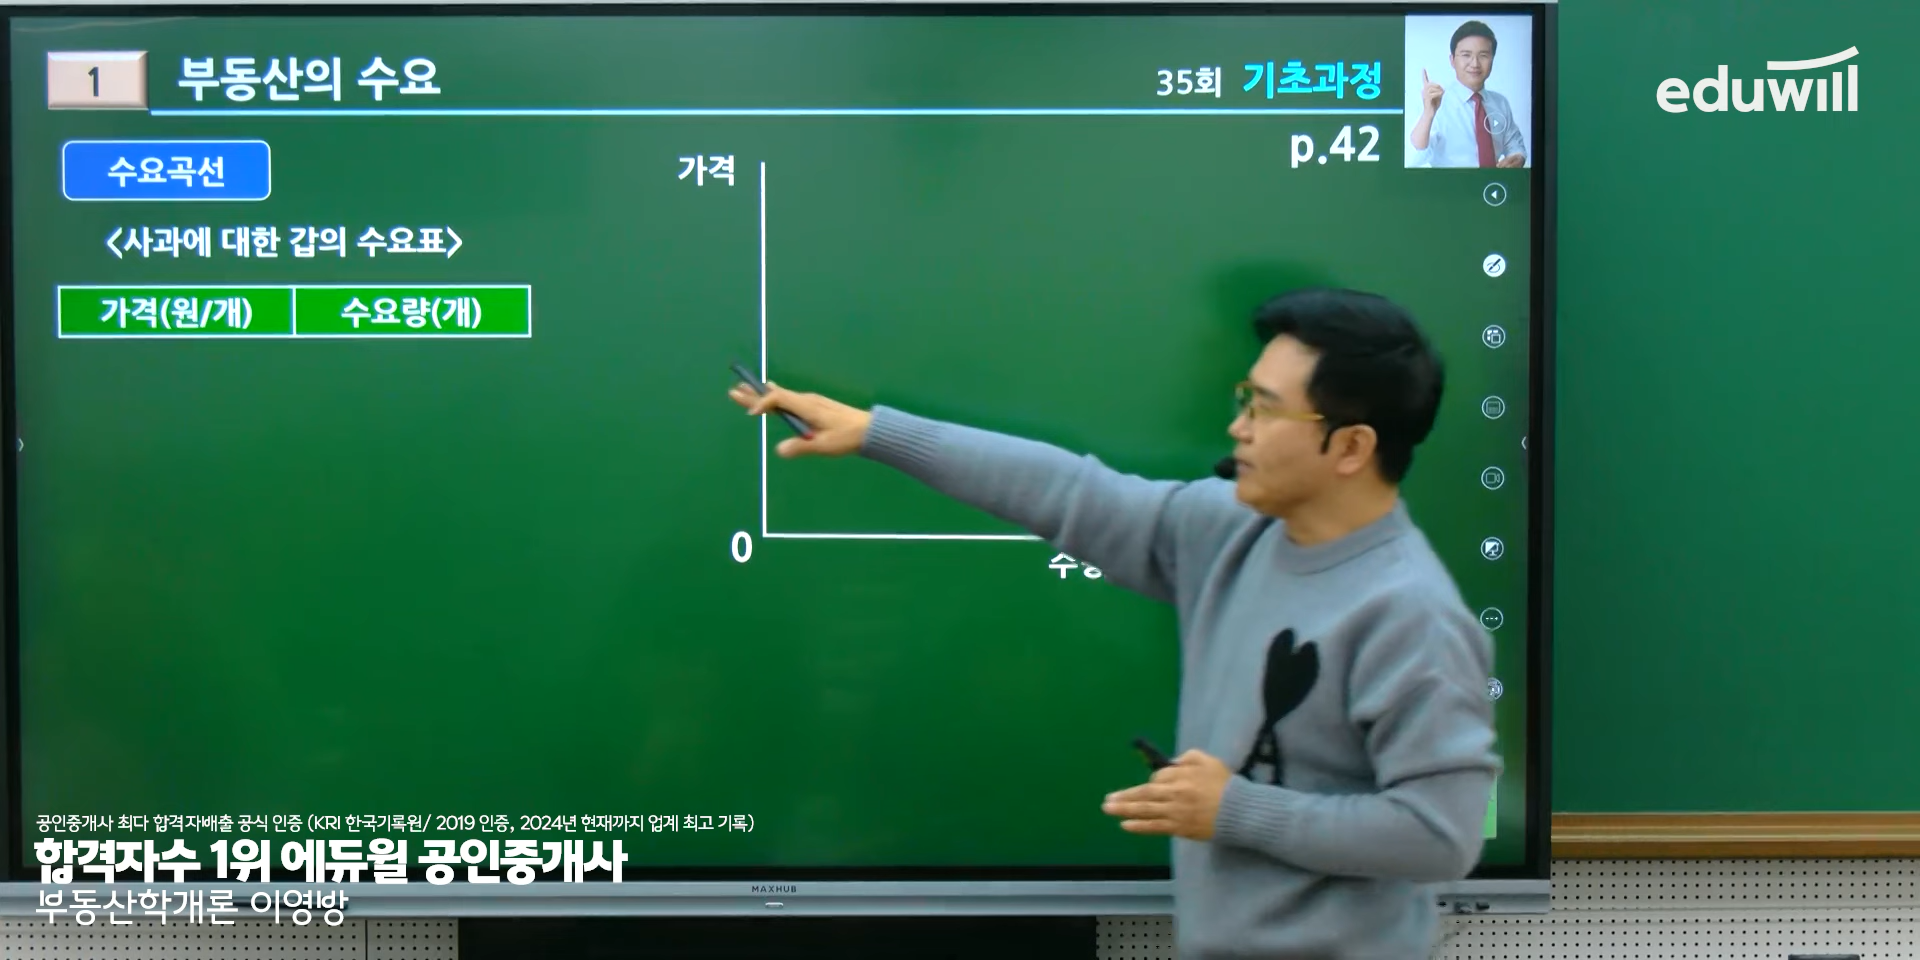 1 부동산의 수요
35회 기초과정
eduwill
p.42
수요곡선
가격
<사과에 대한 갑의 수요표>
가격(원/개) 수요량(개)
0
공인중개사 최다 합격자배출 공식 인증 (KRI 한국기록원/ 2019 인증, 2024년 현재까지 업계 최고 기록)
합격자수 1위 에듀윌 공인중개사
MAXHUB
부동산학개론 이영방
A